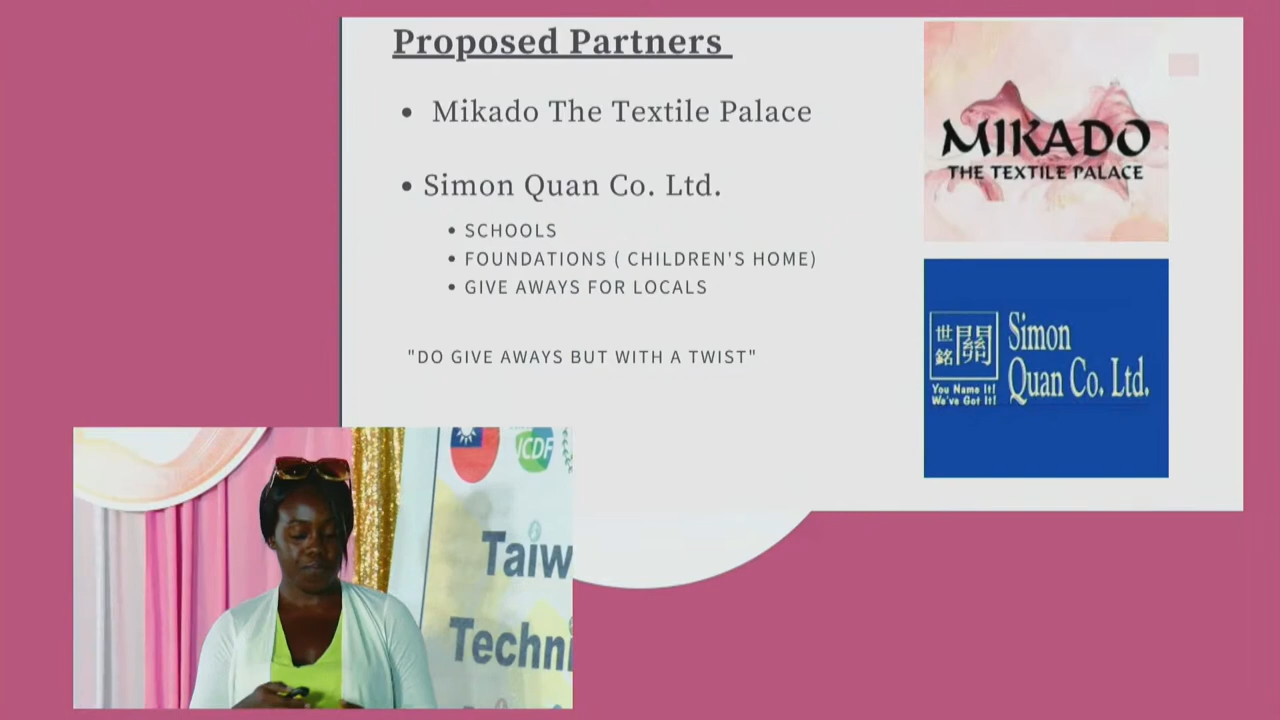 Proposed Partners
• Mikado The Textile Palace
• Simon Quan Co. Ltd.
• SCHOOLS
• FOUNDATIONS ( CHILDREN'S HOME)
• GIVE AWAYS FOR LOCALS
"DO GIVE AWAYS BUT WITH A TWIST"
MIKADO
THE TEXTILE PALACE
世銘
關
Simon
Quan Co. Ltd.
You Name It!
We've Got It!
ICDF
Taiw
Techni